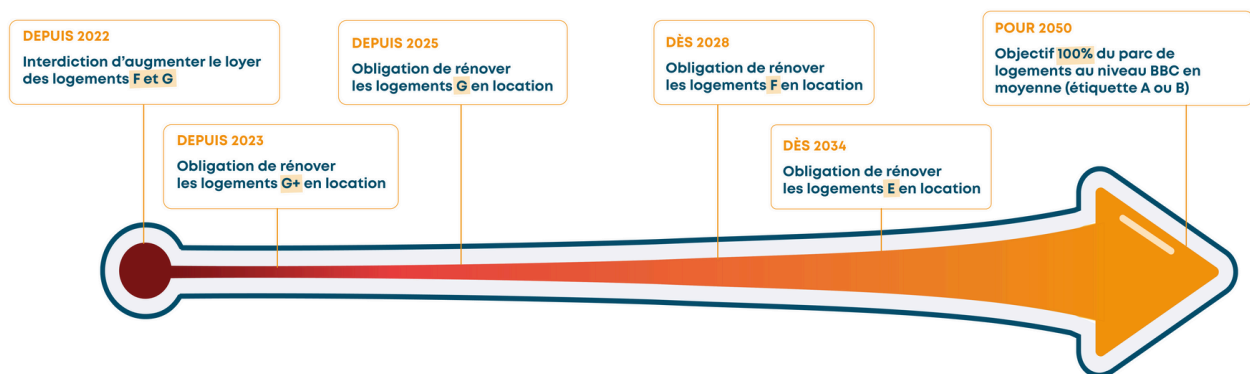 DEPUIS 2022
Interdiction d'augmenter le loyer
des logements F et G
DEPUIS 2023
Obligation de rénover
les logements G+ en location
DEPUIS 2025
Obligation de rénover
les logements G en location
DÈS 2028
Obligation de rénover
les logements F en location
DÈS 2034
Obligation de rénover
les logements E en location
POUR 2050
Objectif 100% du parc de
logements au niveau BBC en
moyenne (étiquette A ou B)